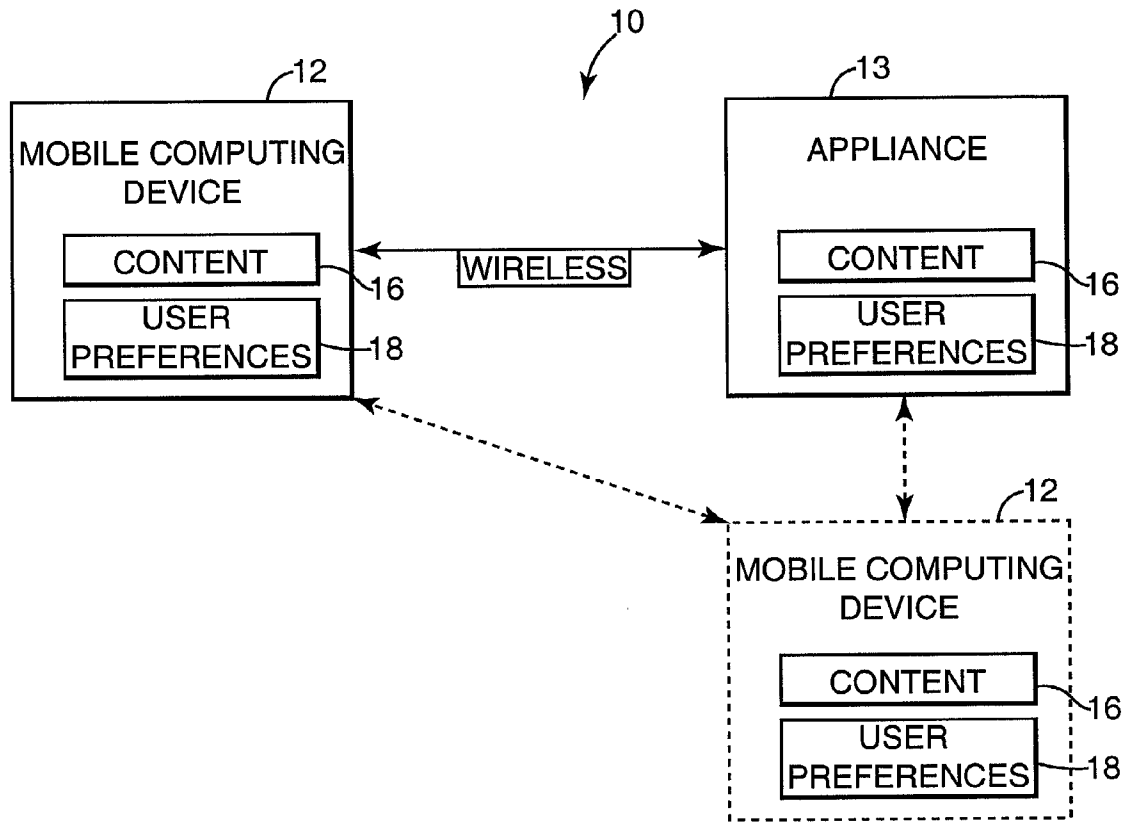 10
12
MOBILE COMPUTING
DEVICE
CONTENT
16
USER
PREFERENCES
18
WIRELESS
13
APPLIANCE
CONTENT
16
USER
PREFERENCES
18
12
MOBILE COMPUTING
DEVICE
CONTENT
16
USER
PREFERENCES
18